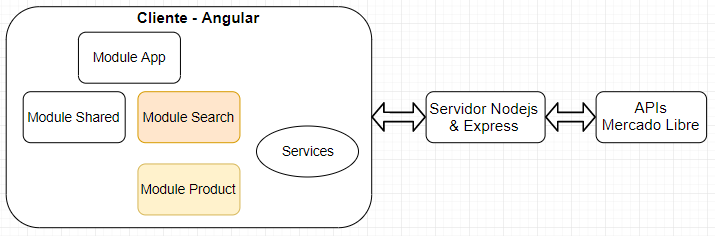 Cliente - Angular
Module App
Module Shared
Module Search
Services
Module Product
Servidor Nodejs
& Express
APIs
Mercado Libre